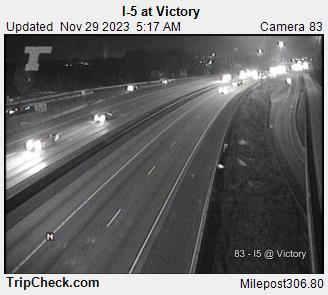 I-5 at Victory
Updated Nov 29 2023 5:17 AM Camera 83
T
N
83 - I5 @ Victory
TripCheck.com Milepost306.80